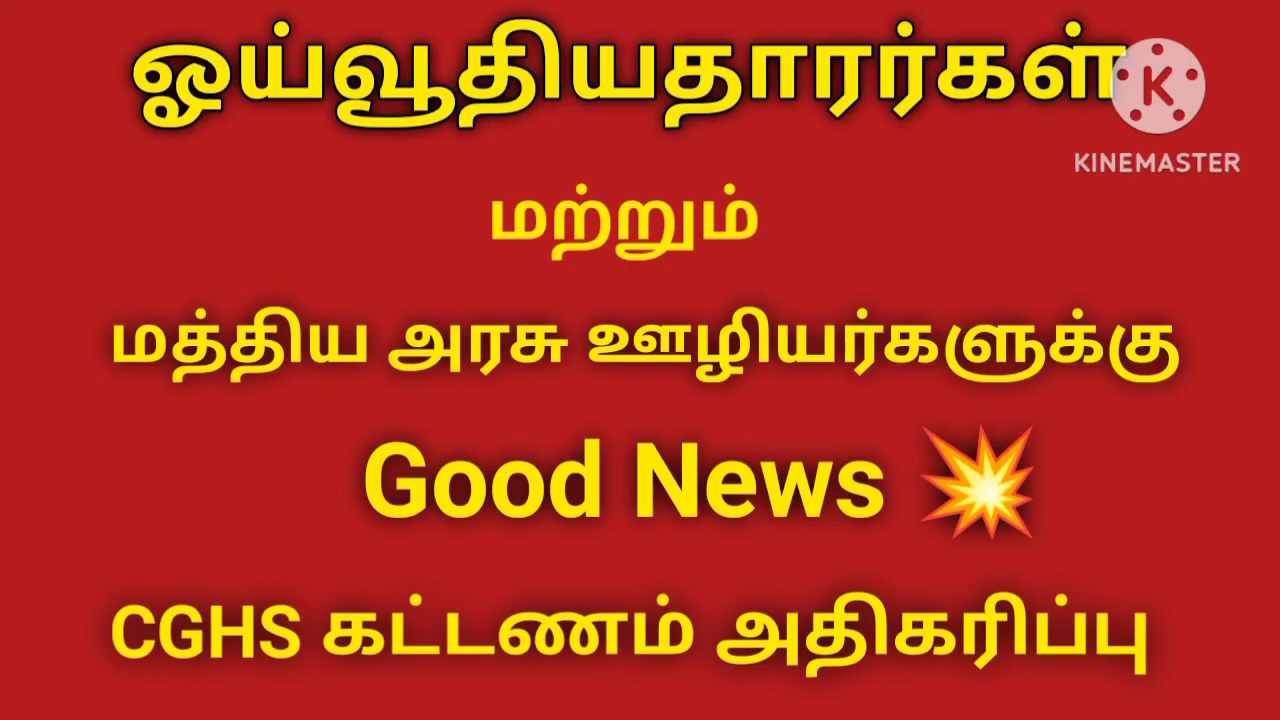 ஓய்வூதியதாரர்கள்
K
KINEMASTER
மற்றும்
மத்திய அரசு ஊழியர்களுக்கு
Good News 💥
CGHS கட்டணம் அதிகரிப்பு